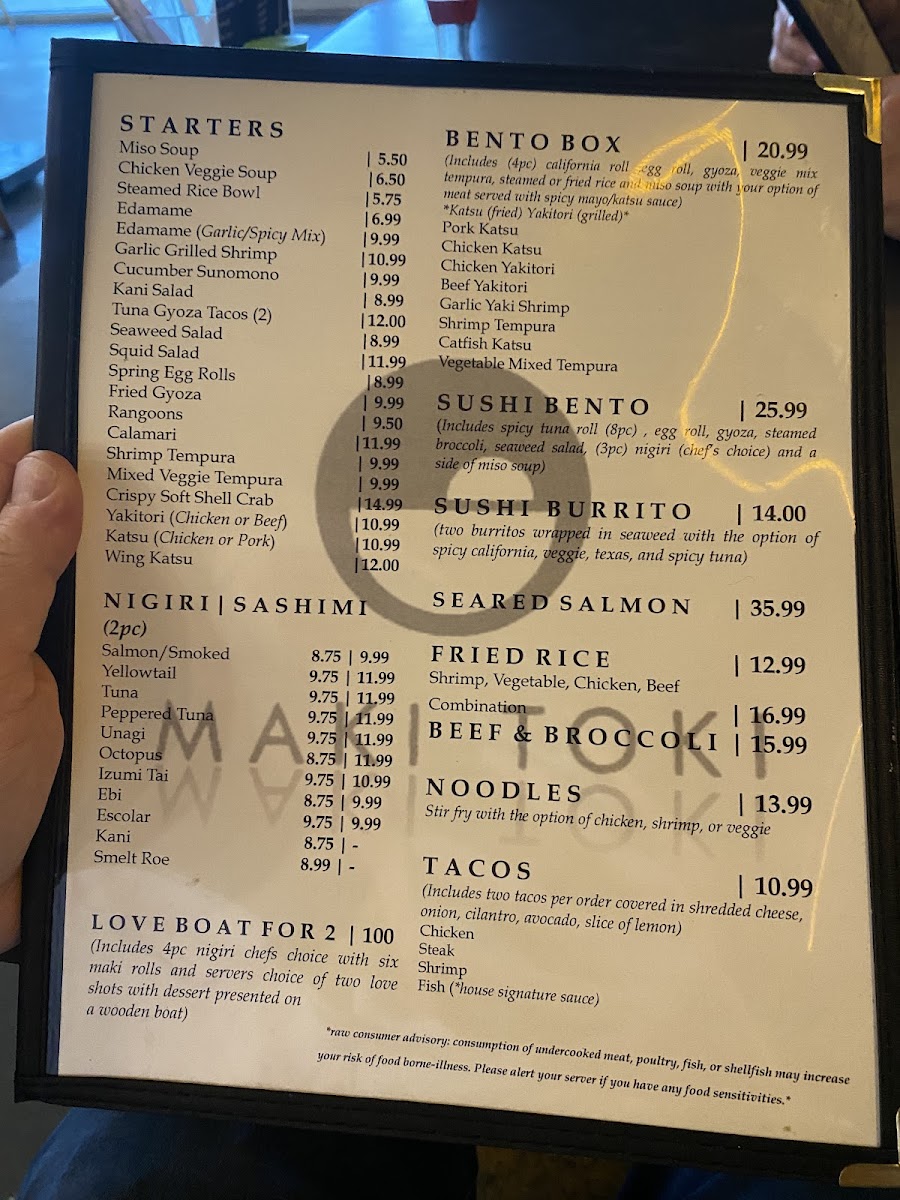 STARTERS
Miso Soup | 5.50
Chicken Veggie Soup | 6.50
Steamed Rice Bowl | 5.75
Edamame | 6.99
Edamame (Garlic/Spicy Mix) | 9.99
Garlic Grilled Shrimp | 10.99
Cucumber Sunomono | 9.99
Kani Salad | 8.99
Tuna Gyoza Tacos (2) | 12.00
Seaweed Salad | 8.99
Squid Salad | 11.99
Spring Egg Rolls | 8.99
Fried Gyoza | 9.99
Rangoons | 9.50
Calamari | 11.99
Shrimp Tempura | 9.99
Mixed Veggie Tempura | 9.99
Crispy Soft Shell Crab | 14.99
Yakitori (Chicken or Beef) | 10.99
Katsu (Chicken or Pork) | 10.99
Wing Katsu | 12.00
NIGIRI | SASHIMI
(2pc)
Salmon/Smoked 8.75 | 9.99
Yellowtail 9.75 | 11.99
Tuna 9.75 | 11.99
Peppered Tuna 9.75 | 11.99
Unagi 9.75 | 11.99
Octopus 8.75 | 11.99
Izumi Tai 9.75 | 10.99
Ebi 8.75 | 9.99
Escolar 9.75 | 9.99
Kani 8.75 | -
Smelt Roe 8.99 | -
LOVE BOAT FOR 2 | 100
(Includes 4pc nigiri chefs choice with six
maki rolls and servers choice of two love
shots with dessert presented on
a wooden boat)
BENTO BOX | 20.99
(Includes (4pc) california roll egg roll, gyoza, veggie mix
tempura, steamed or fried rice and miso soup with your option of
meat served with spicy mayo/katsu sauce)
*Katsu (fried) Yakitori (grilled)*
Pork Katsu
Chicken Katsu
Chicken Yakitori
Beef Yakitori
Garlic Yaki Shrimp
Shrimp Tempura
Catfish Katsu
Vegetable Mixed Tempura
SUSHI BENTO | 25.99
(Includes spicy tuna roll (8pc) , egg roll, gyoza, steamed
broccoli, seaweed salad, (3pc) nigiri (chef's choice) and a
side of miso soup)
SUSHI BURRITO | 14.00
(two burritos wrapped in seaweed with the option of
spicy california, veggie, texas, and spicy tuna)
SEARED SALMON | 35.99
FRIED RICE | 12.99
Shrimp, Vegetable, Chicken, Beef
Combination | 16.99
BEEF & BROCCOLI | 15.99
NOODLES | 13.99
Stir fry with the option of chicken, shrimp, or veggie
TACOS | 10.99
(Includes two tacos per order covered in shredded cheese,
onion, cilantro, avocado, slice of lemon)
Chicken
Steak
Shrimp
Fish (*house signature sauce)
MAKI TOKI
*raw consumer advisory: consumption of undercooked meat, poultry, fish, or shellfish may increase
your risk of food borne-illness. Please alert your server if you have any food sensitivities.*